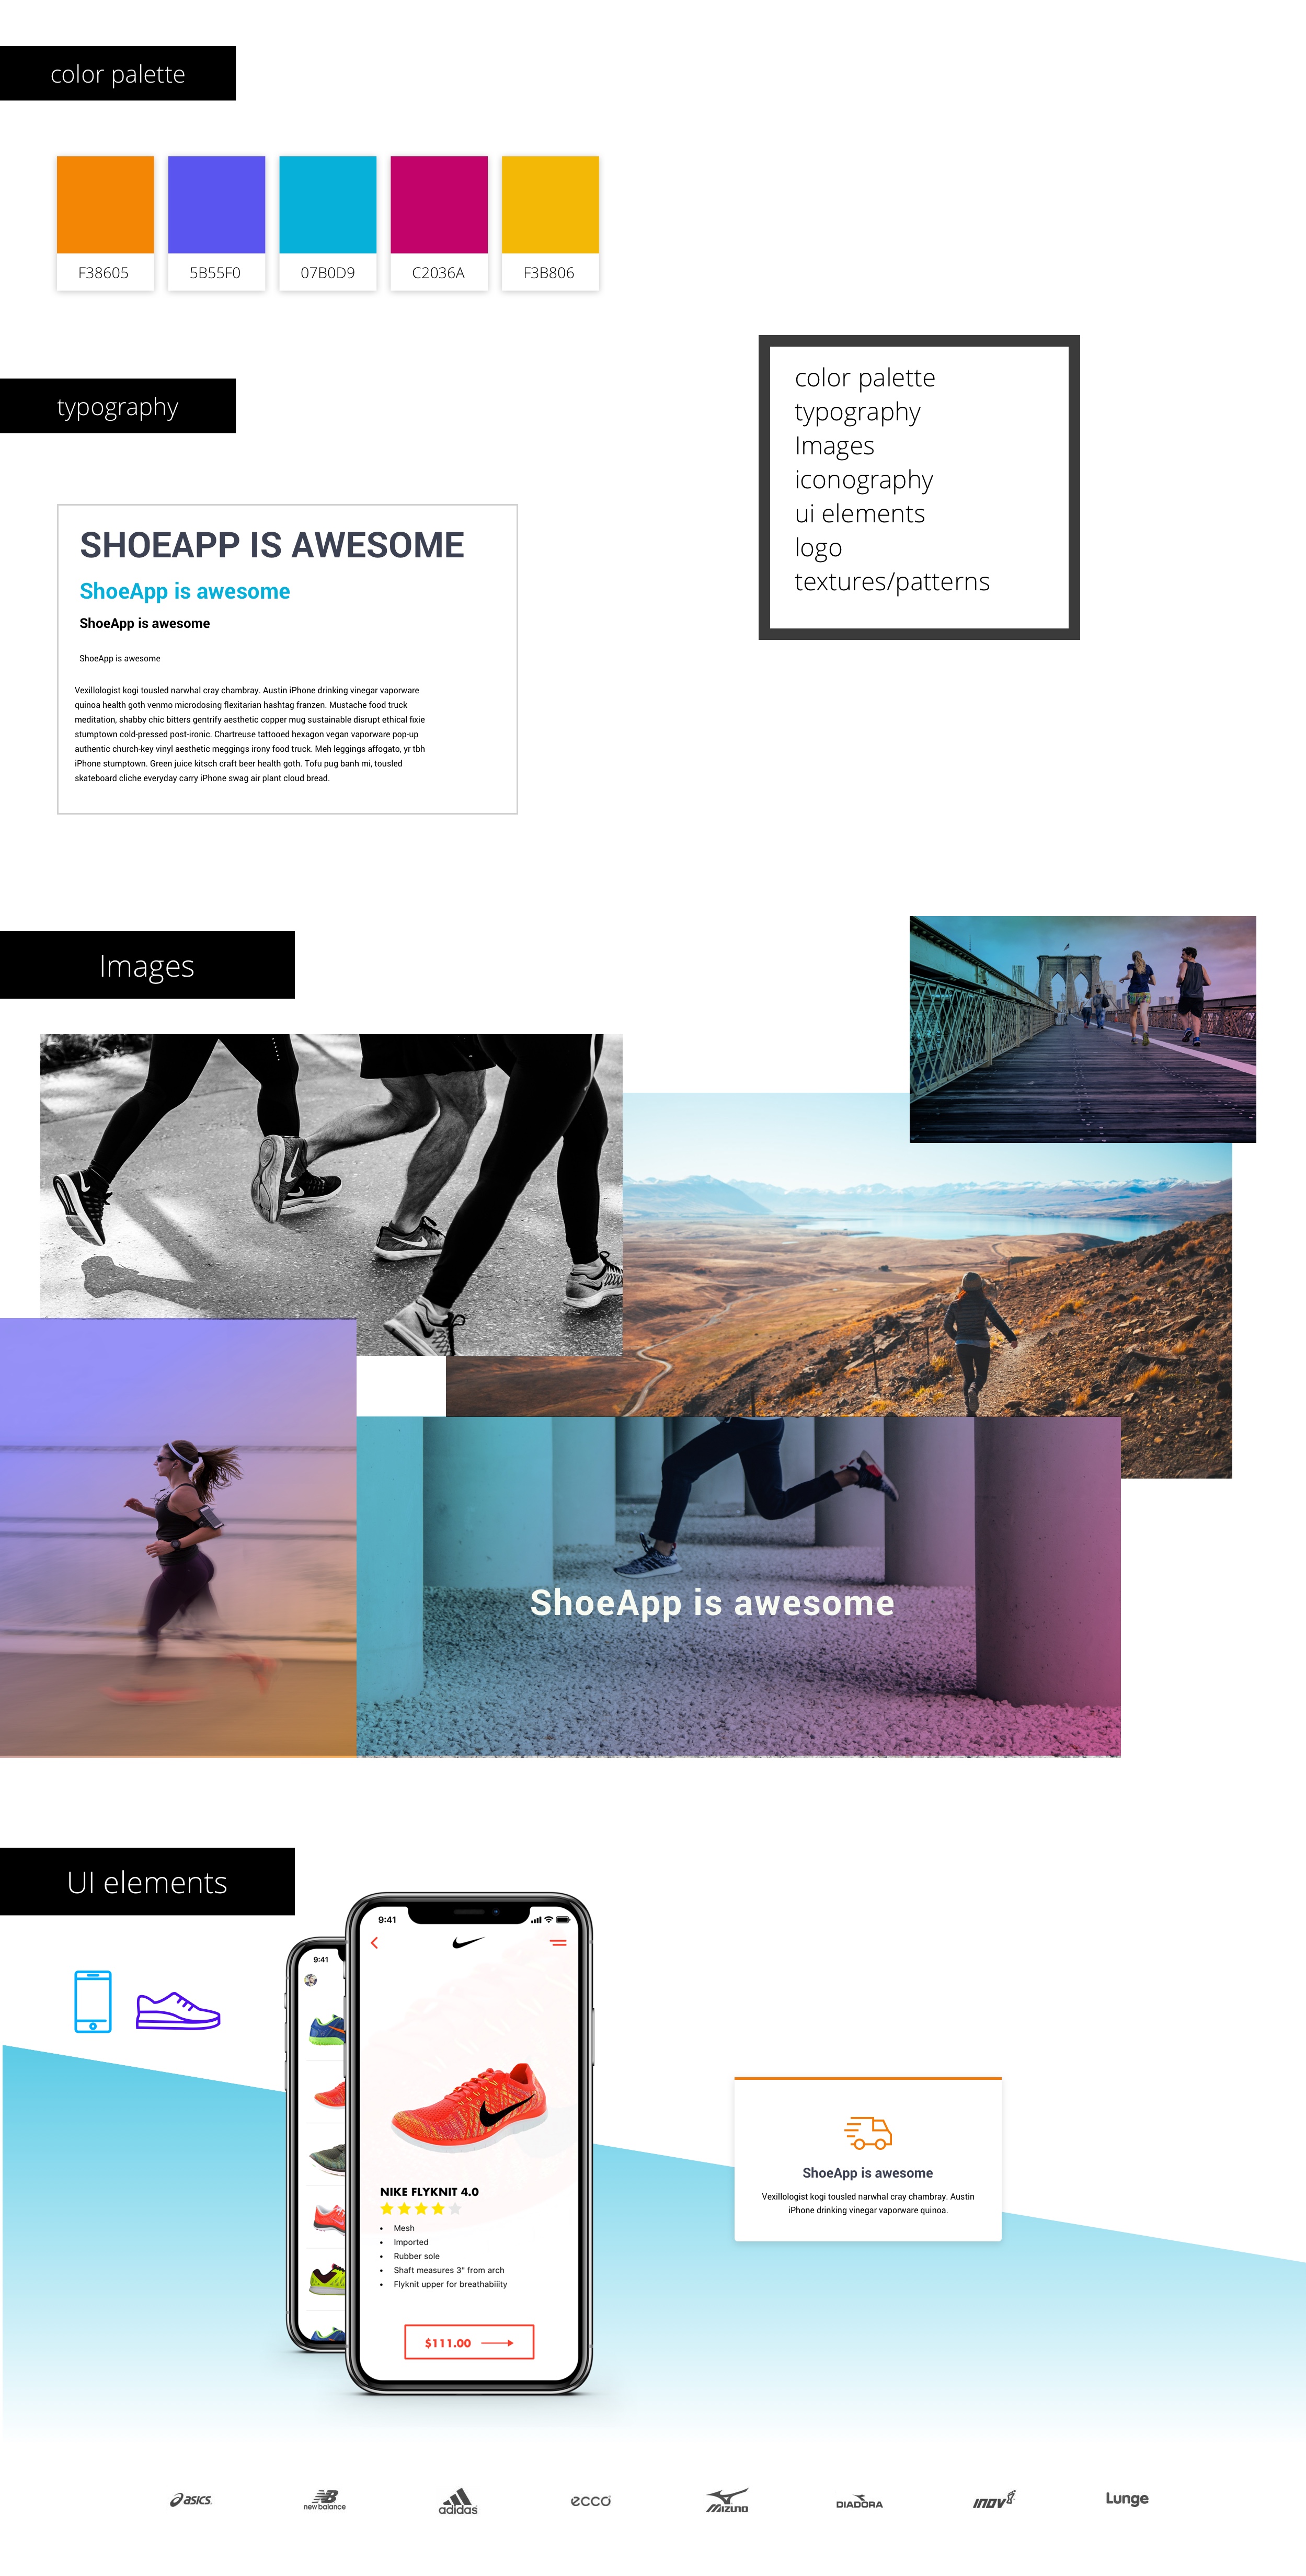 color palette
F38605
5B55F0
07B0D9
C2036A
F3B806
typography
color palette
typography
Images
iconography
ui elements
logo
textures/patterns
SHOEAPP IS AWESOME
ShoeApp is awesome
ShoeApp is awesome
ShoeApp is awesome
Vexillologist kogi tousled narwhal cray chambray. Austin iPhone drinking vinegar vaporware
quinoa health goth venmo microdosing flexitarian hashtag franzen. Mustache food truck
meditation, shabby chic bitters gentrify aesthetic copper mug sustainable disrupt ethical fixie
stumptown cold-pressed post-ironic. Chartreuse tattooed hexagon vegan vaporware pop-up
authentic church-key vinyl aesthetic meggings irony food truck. Meh leggings affogato, yr tbh
iPhone stumptown. Green juice kitsch craft beer health goth. Tofu pug banh mi, tousled
skateboard cliche everyday carry iPhone swag air plant cloud bread.
Images
ShoeApp is awesome
UI elements
9:41
9:41
NIKE FLYKNIT 4.0
• Mesh
• Imported
• Rubber sole
• Shaft measures 3" from arch
• Flyknit upper for breathability
$111.00
ShoeApp is awesome
Vexillologist kogi tousled narwhal cray chambray. Austin
iPhone drinking vinegar vaporware quinoa.
asics
new balance
adidas
ecco
MIZUNO
DIADORA
INOV8
Lunge